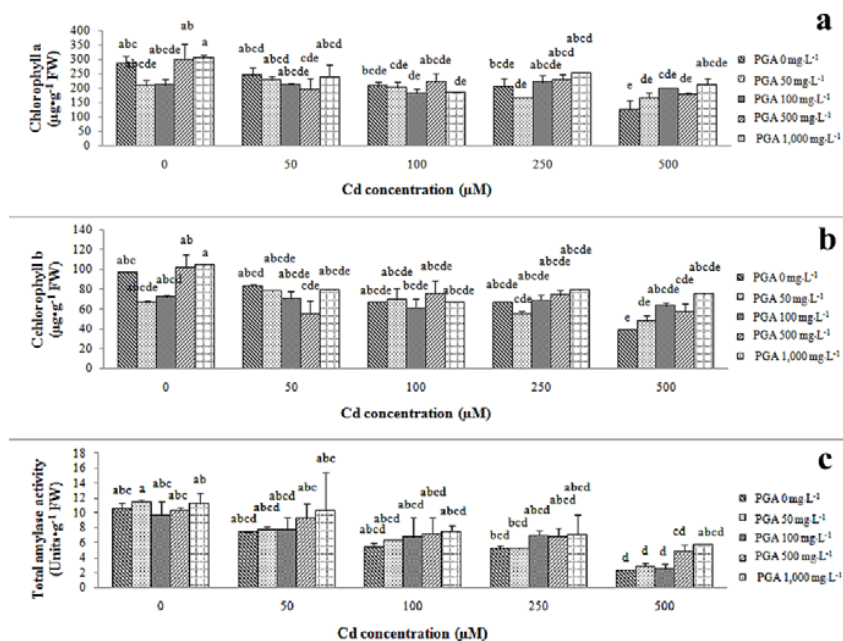 a
Chlorophyll a
(µg•g⁻¹ FW)
400
350
300
250
200
150
100
50
0
abc
abcde
abcde
ab
a
abcd
abcd
abcde
cde
abcd
bcde
cde
de
abcd
de
bcde
de
abcd
abcd
abcd
e
de
cde
de
abcd
0
50
100
250
500
Cd concentration (µM)
PGA 0 mg·L⁻¹
PGA 50 mg·L⁻¹
PGA 100 mg·L⁻¹
PGA 500 mg·L⁻¹
PGA 1,000 mg·L⁻¹
b
C chlorophyll b
(µg•g⁻¹ FW)
140
120
100
80
60
40
20
0
abc
abcde
abcd
ab
a
abcd
abcde
abcde
cde
abcde
abcde
abcde
bcde
abcde
abcde
abcde
cde
abcde
abcde
abcde
e
de
abcde
bcde
abcde
0
50
100
250
500
Cd concentration (µM)
PGA 0 mg·L⁻¹
PGA 50 mg·L⁻¹
PGA 100 mg·L⁻¹
PGA 500 mg·L⁻¹
PGA 1,000 mg·L⁻¹
c
Total amylase activity
(Units•g⁻¹ FW)
18
16
14
12
10
8
6
4
2
0
abc
a
abc
abc
ab
abcd
abcd
abcd
abc
abc
abcd
abcd
abcd
abcd
abcd
bcd
bcd
abcd
abcd
abcd
d
d
d
cd
abcd
0
50
100
250
500
Cd concentration (µM)
PGA 0 mg·L⁻¹
PGA 50 mg·L⁻¹
PGA 100 mg·L⁻¹
PGA 500 mg·L⁻¹
PGA 1,000 mg·L⁻¹